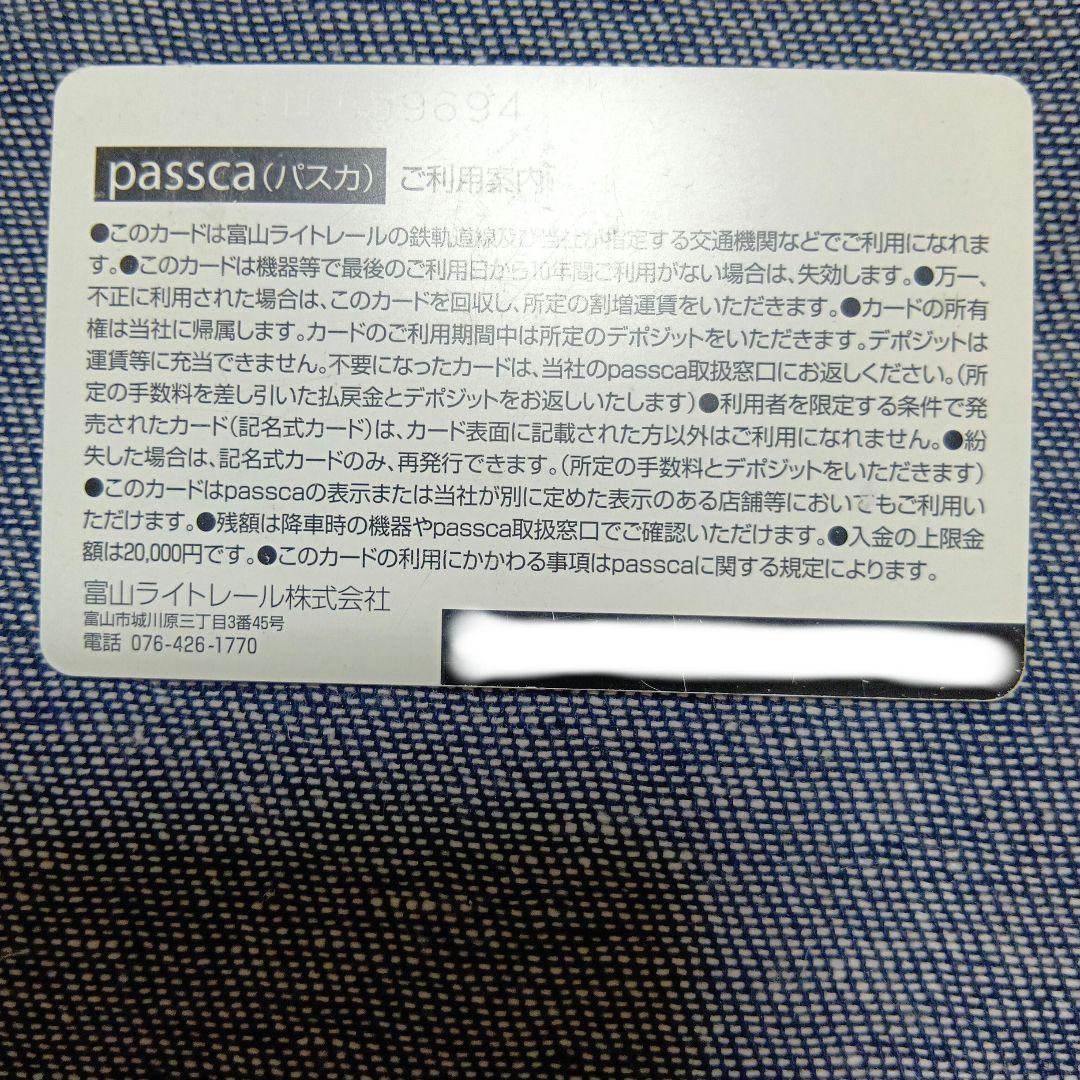 59694
passca(パスカ) ご利用案内
●このカードは富山ライトレールの鉄軌道線及び当社が指定する交通機関などでご利用になれま
す。●このカードは機器等で最後のご利用日から10年間ご利用がない場合は、失効します。●万一、
不正に利用された場合は、このカードを回収し、所定の割増運賃をいただきます。●カードの所有
権は当社に帰属します。カードのご利用期間中は所定のデポジットをいただきます。デポジットは
運賃等に充当できません。不要になったカードは、当社のpassca取扱窓口にお返しください。(所
定の手数料を差し引いた払戻金とデポジットをお返しいたします)●利用者を限定する条件で発
売されたカード(記名式カード)は、カード表面に記載された方以外はご利用になれません。●紛
失した場合は、記名式カードのみ、再発行できます。(所定の手数料とデポジットをいただきます)
●このカードはpasscaの表示または当社が別に定めた表示のある店舗等においてもご利用い
ただけます。●残額は降車時の機器やpassca取扱窓口でご確認いただけます。●入金の上限金
額は20,000円です。●このカードの利用にかかわる事項はpasscaに関する規定によります。
富山ライトレール株式会社
富山市城川原三丁目3番45号
電話 076-426-1770